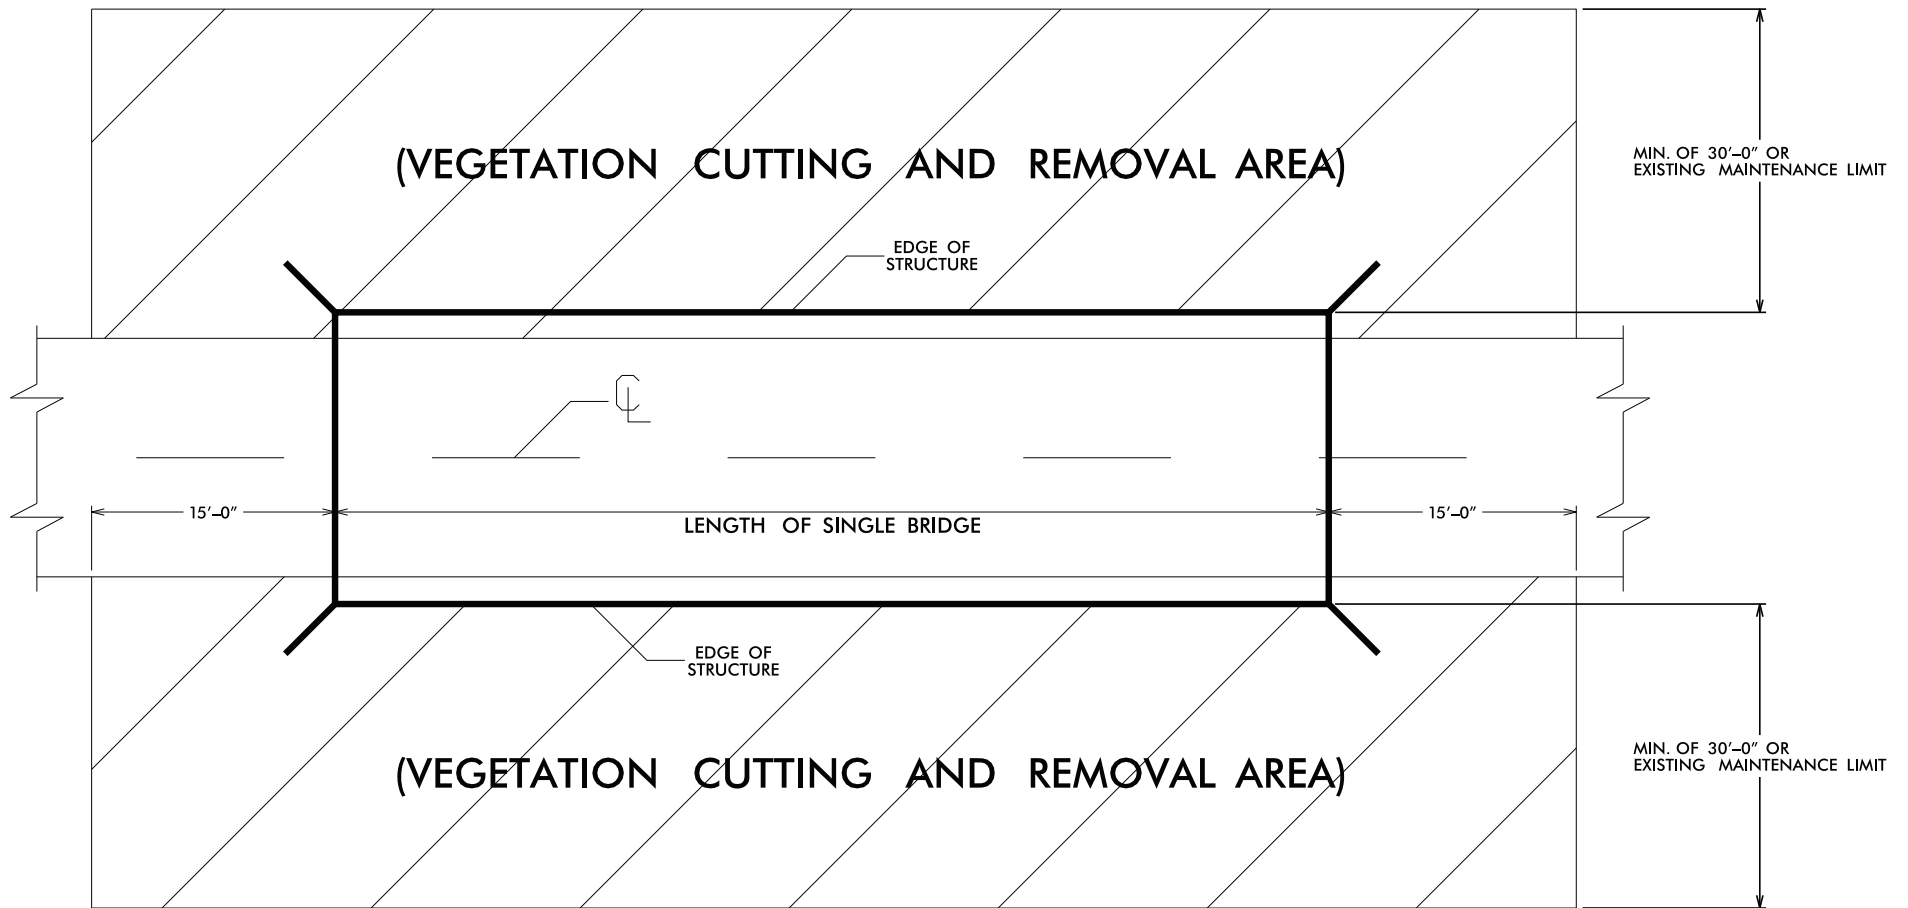 (VEGETATION CUTTING AND REMOVAL AREA)
MIN. OF 30'–0" OR
EXISTING MAINTENANCE LIMIT
EDGE OF
STRUCTURE
CL
15'–0"
LENGTH OF SINGLE BRIDGE
15'–0"
EDGE OF
STRUCTURE
(VEGETATION CUTTING AND REMOVAL AREA)
MIN. OF 30'–0" OR
EXISTING MAINTENANCE LIMIT